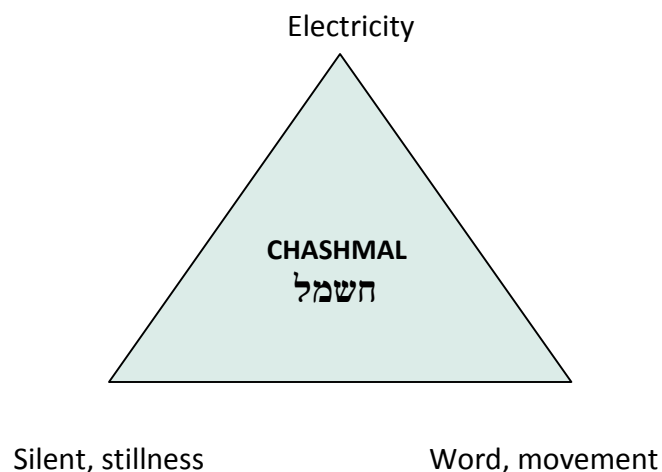 Electricity
CHASHMAL
חשמל
Silent, stillness
Word, movement